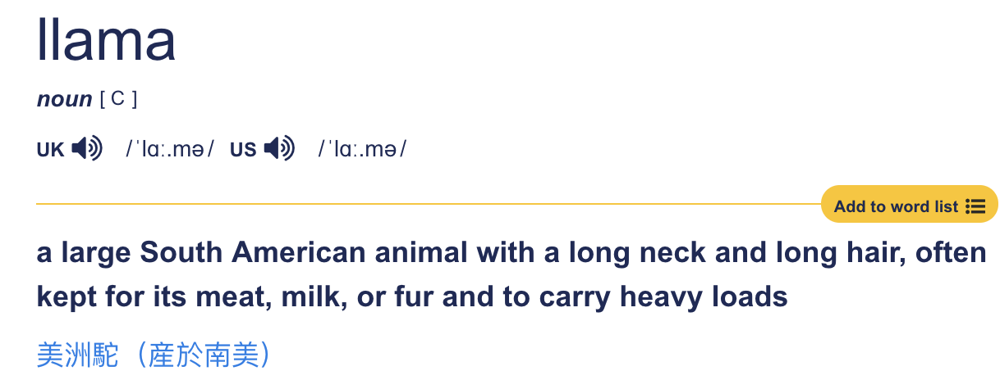 llama
noun [ C ]
UK /ˈlɑː.mə/ US /ˈlɑː.mə/
Add to word list
a large South American animal with a long neck and long hair, often
kept for its meat, milk, or fur and to carry heavy loads
美洲駝（產於南美）